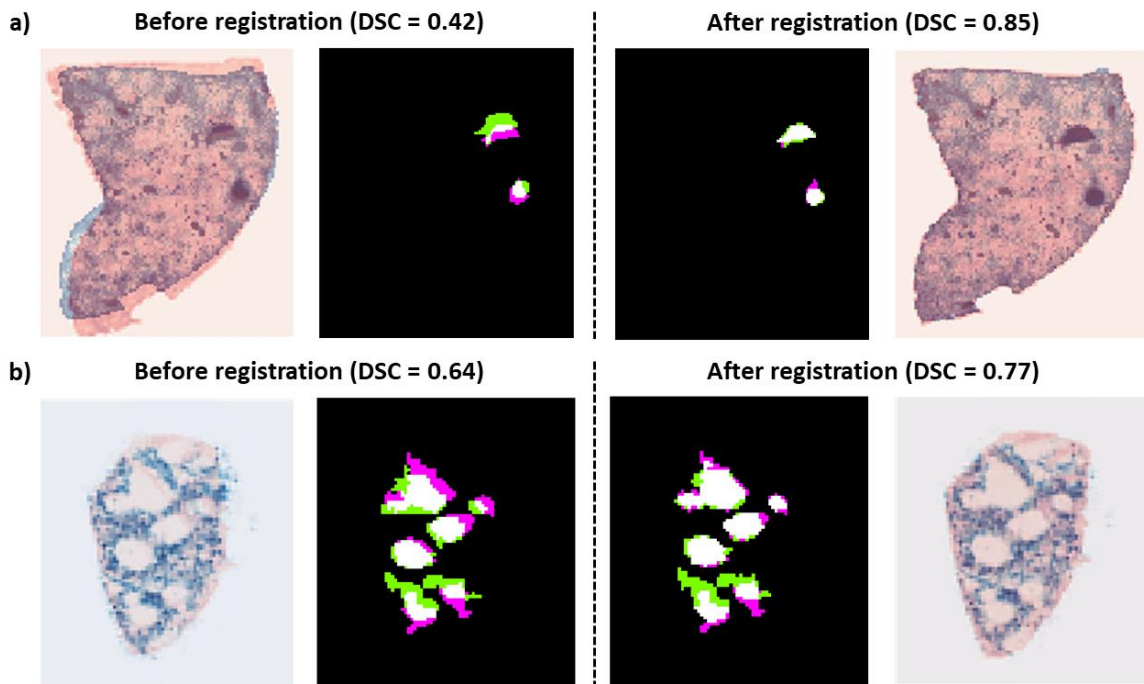 a)
Before registration (DSC = 0.42)
After registration (DSC = 0.85)
b)
Before registration (DSC = 0.64)
After registration (DSC = 0.77)